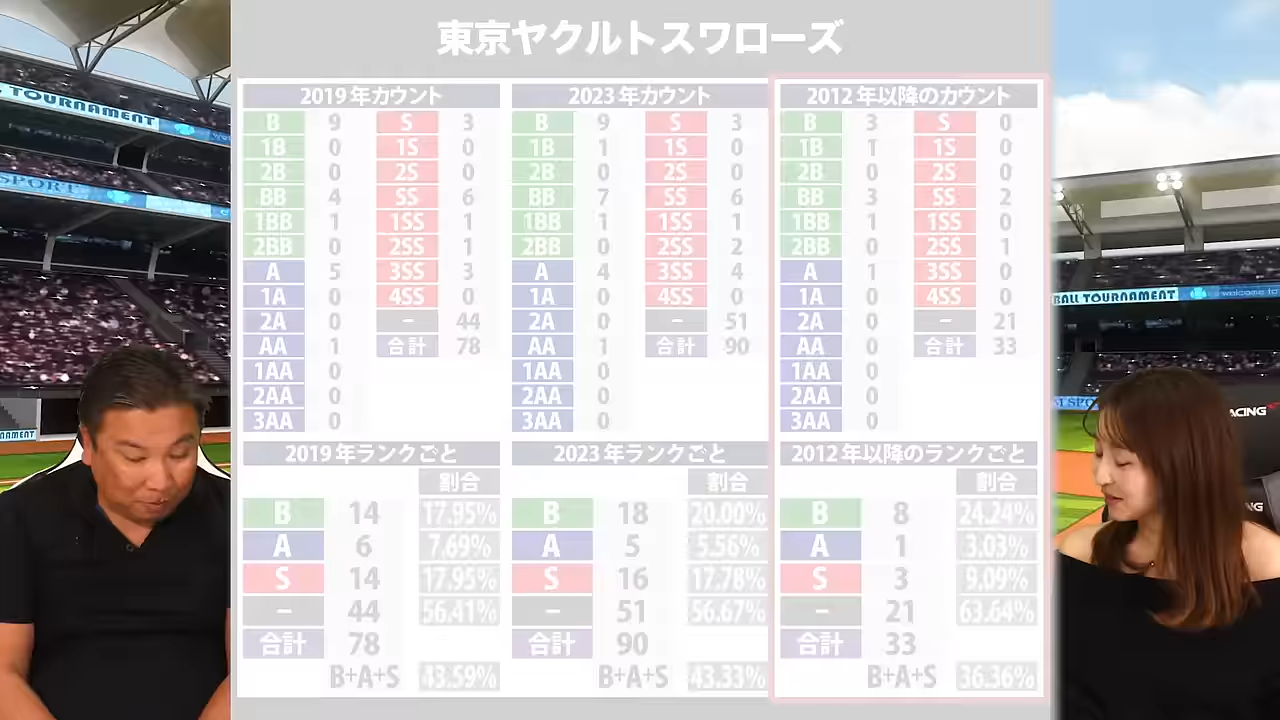 東京ヤクルトスワローズ
2019年カウント
B 9 S 3
1B 0 1S 0
2B 0 2S 0
BB 4 SS 6
1BB 1 1SS 1
2BB 0 2SS 1
A 5 3SS 3
1A 0 4SS 0
2A 0 － 44
AA 1 合計 78
1AA 0
2AA 0
3AA 0
2023年カウント
B 9 S 3
1B 1 1S 0
2B 0 2S 0
BB 7 SS 6
1BB 1 1SS 1
2BB 0 2SS 2
A 4 3SS 4
1A 0 4SS 0
2A 0 － 51
AA 1 合計 90
1AA 0
2AA 0
3AA 0
2012年以降のカウント
B 3 S 0
1B 1 1S 0
2B 0 2S 0
BB 3 SS 2
1BB 1 1SS 0
2BB 0 2SS 1
A 1 3SS 0
1A 0 4SS 0
2A 0 － 21
AA 0 合計 33
1AA 0
2AA 0
3AA 0
2019年ランクごと
割合
B 14 17.95%
A 6 7.69%
S 14 17.95%
－ 44 56.41%
合計 78
B+A+S 43.59%
2023年ランクごと
割合
B 18 20.00%
A 5 5.56%
S 16 17.78%
－ 51 56.67%
合計 90
B+A+S 43.33%
2012年以降のランクごと
割合
B 8 24.24%
A 1 3.03%
S 3 9.09%
－ 21 63.64%
合計 33
B+A+S 36.36%
TOURNAMENT
SPORT
NAMENT
BALL TOURNAMENT
welcome to
SPO
ACING
NG